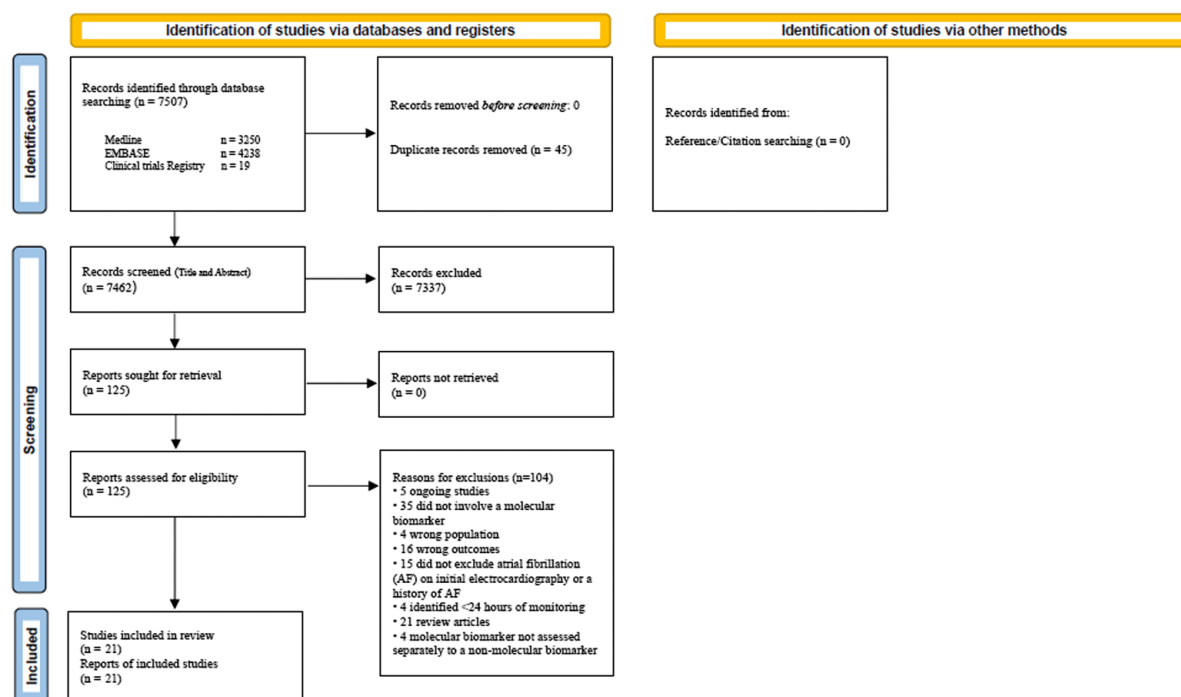 Identification of studies via databases and registers
Identification of studies via other methods
Identification
Records identified through database
searching (n = 7507)
Medline n = 3250
EMBASE n = 4238
Clinical trials Registry n = 19
Records removed before screening: 0
Duplicate records removed (n = 45)
Records identified from:
Reference/Citation searching (n = 0)
Screening
Records screened (Title and Abstract)
(n = 7462)
Records excluded
(n = 7337)
Reports sought for retrieval
(n = 125)
Reports not retrieved
(n = 0)
Reports assessed for eligibility
(n = 125)
Reasons for exclusions (n=104)
• 5 ongoing studies
• 35 did not involve a molecular
biomarker
• 4 wrong population
• 16 wrong outcomes
• 15 did not exclude atrial fibrillation
(AF) on initial electrocardiography or a
history of AF
• 4 identified <24 hours of monitoring
• 21 review articles
• 4 molecular biomarker not assessed
separately to a non-molecular biomarker
Included
Studies included in review
(n = 21)
Reports of included studies
(n = 21)